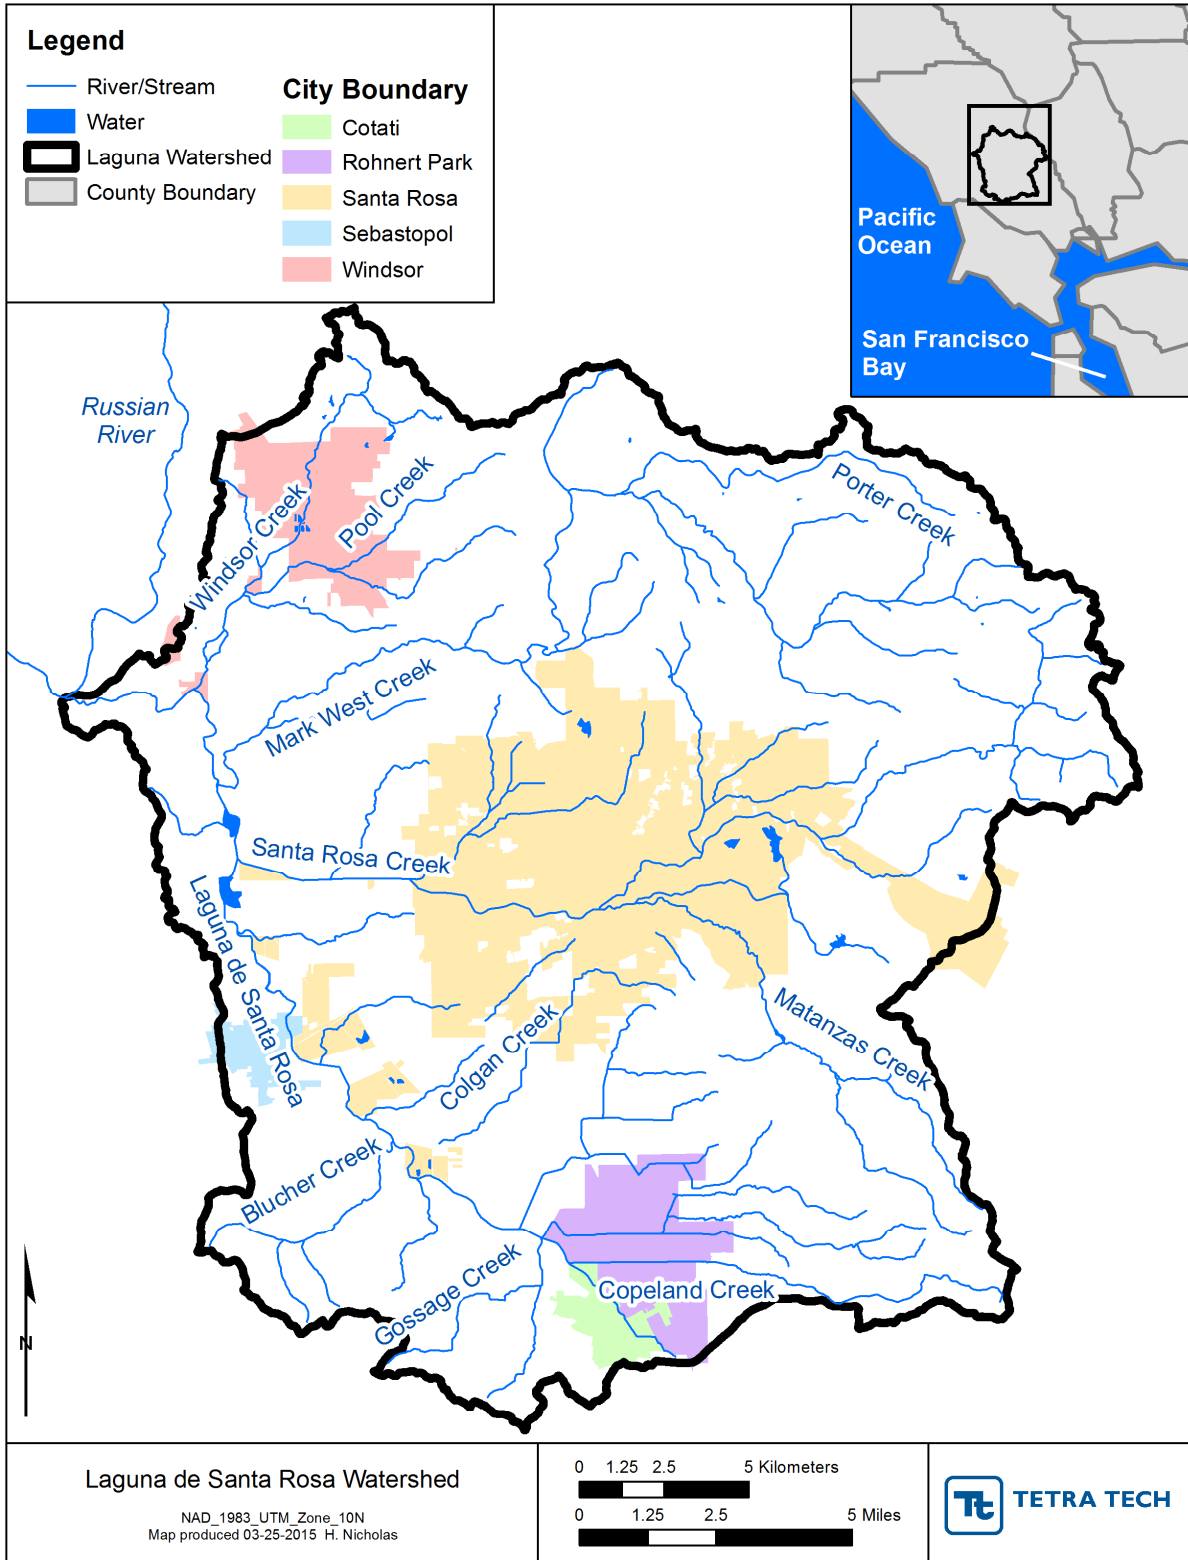 Legend
River/Stream
Water
Laguna Watershed
County Boundary
City Boundary
Cotati
Rohnert Park
Santa Rosa
Sebastopol
Windsor
Pacific
Ocean
San Francisco
Bay
Russian
River
Windsor Creek
Pool Creek
Porter Creek
Mark West Creek
Santa Rosa Creek
Laguna de Santa Rosa
Colgan Creek
Matanzas Creek
Blucher Creek
Gossage Creek
Copeland Creek
N
Laguna de Santa Rosa Watershed
NAD_1983_UTM_Zone_10N
Map produced 03-25-2015 H. Nicholas
0 1.25 2.5 5 Kilometers
0 1.25 2.5 5 Miles
Tt TETRA TECH